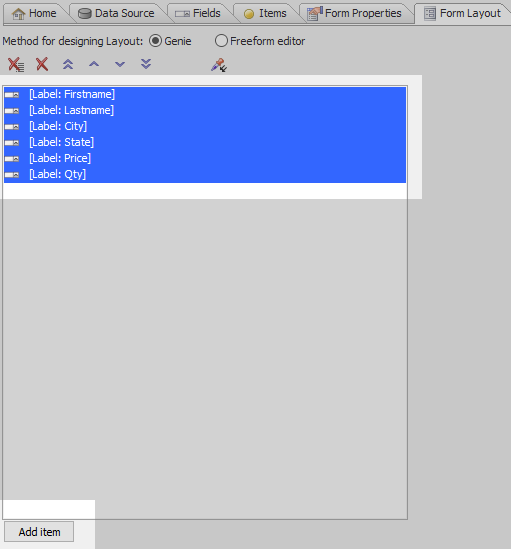 Home Data Source Fields Items Form Properties Form Layout
Method for designing Layout: Genie Freeform editor
[Label: Firstname]
[Label: Lastname]
[Label: City]
[Label: State]
[Label: Price]
[Label: Qty]
Add item